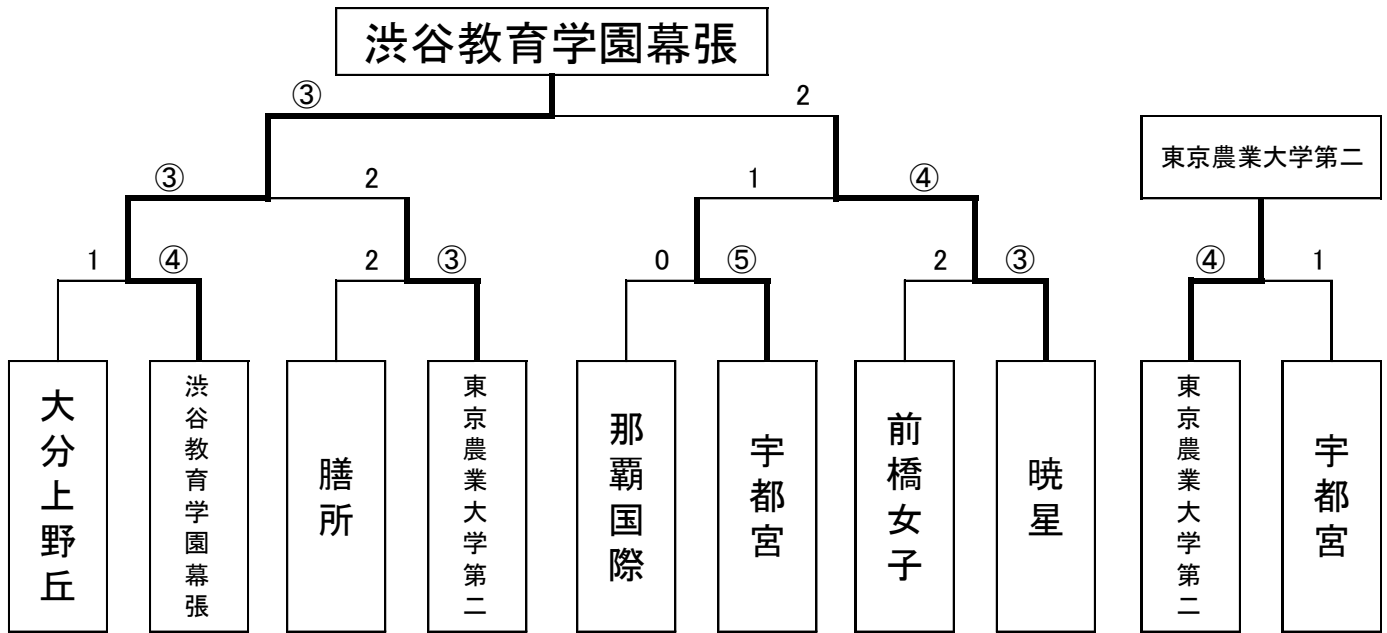 渋谷教育学園幕張
③ 2
東京農業大学第二
③ 2 1 ④
1 ④ 2 ③ 0 ⑤ 2 ③ ④ 1
大分上野丘
渋谷教育学園幕張
膳所
東京農業大学第二
那覇国際
宇都宮
前橋女子
暁星
東京農業大学第二
宇都宮